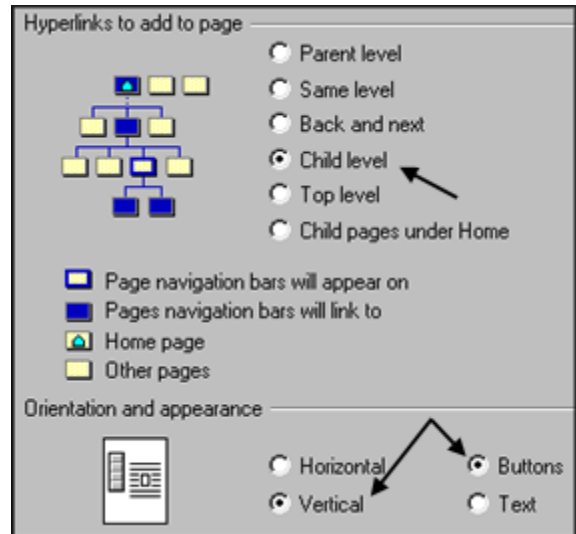 Hyperlinks to add to page
Parent level
Same level
Back and next
Child level
Top level
Child pages under Home
Page navigation bars will appear on
Pages navigation bars will link to
Home page
Other pages
Orientation and appearance
Horizontal Buttons
Vertical Text